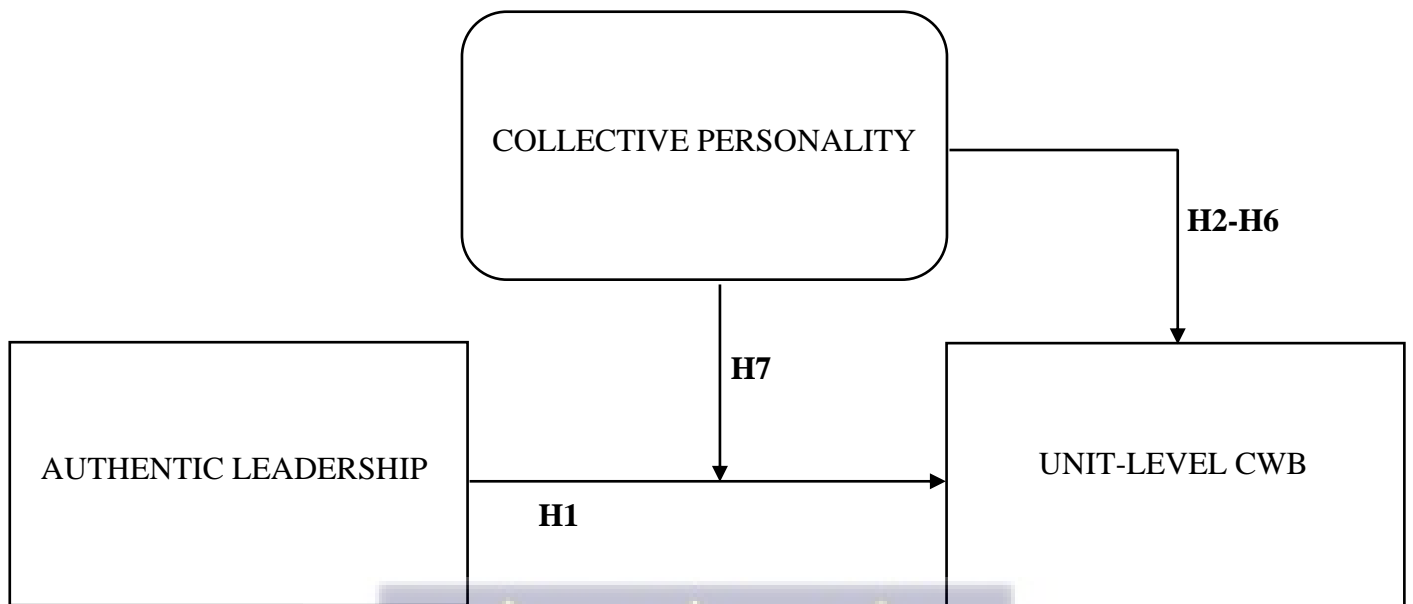 COLLECTIVE PERSONALITY
H2-H6
H7
AUTHENTIC LEADERSHIP
UNIT-LEVEL CWB
H1